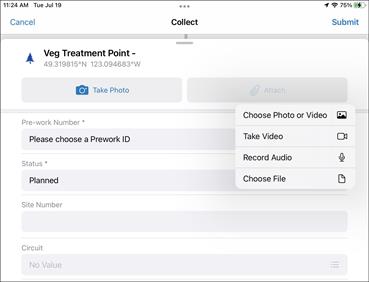 11:24 AM Tue Jul 19
75%
Cancel
Collect
Submit
Veg Treatment Point -
49.319815°N 123.094683°W
Take Photo
Attach
Choose Photo or Video
Take Video
Record Audio
Choose File
Pre-work Number *
Please choose a Prework ID
Status *
Planned
Site Number
Circuit
No Value